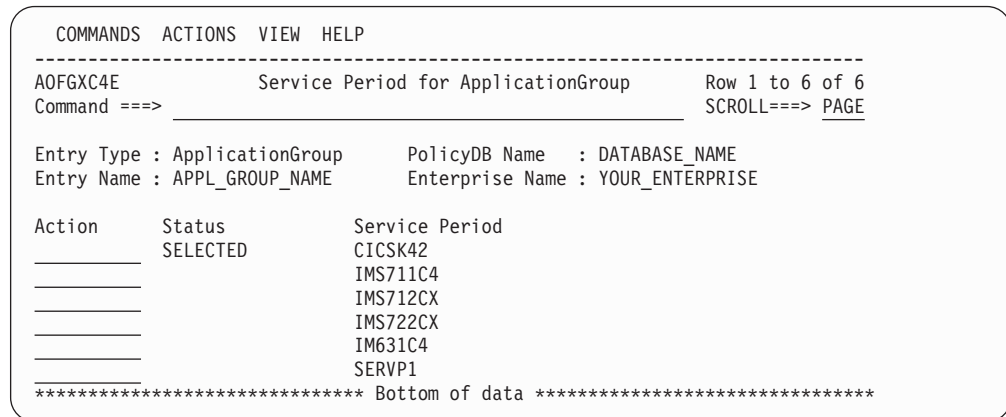 COMMANDS ACTIONS VIEW HELP
-------------------------------------------------------------------------------
AOFGXC4E Service Period for ApplicationGroup Row 1 to 6 of 6
Command ===> SCROLL===> PAGE
Entry Type : ApplicationGroup PolicyDB Name : DATABASE_NAME
Entry Name : APPL_GROUP_NAME Enterprise Name : YOUR_ENTERPRISE
Action Status Service Period
SELECTED CICSK42
IMS711C4
IMS712CX
IMS722CX
IM631C4
SERVP1
******************************* Bottom of data ********************************